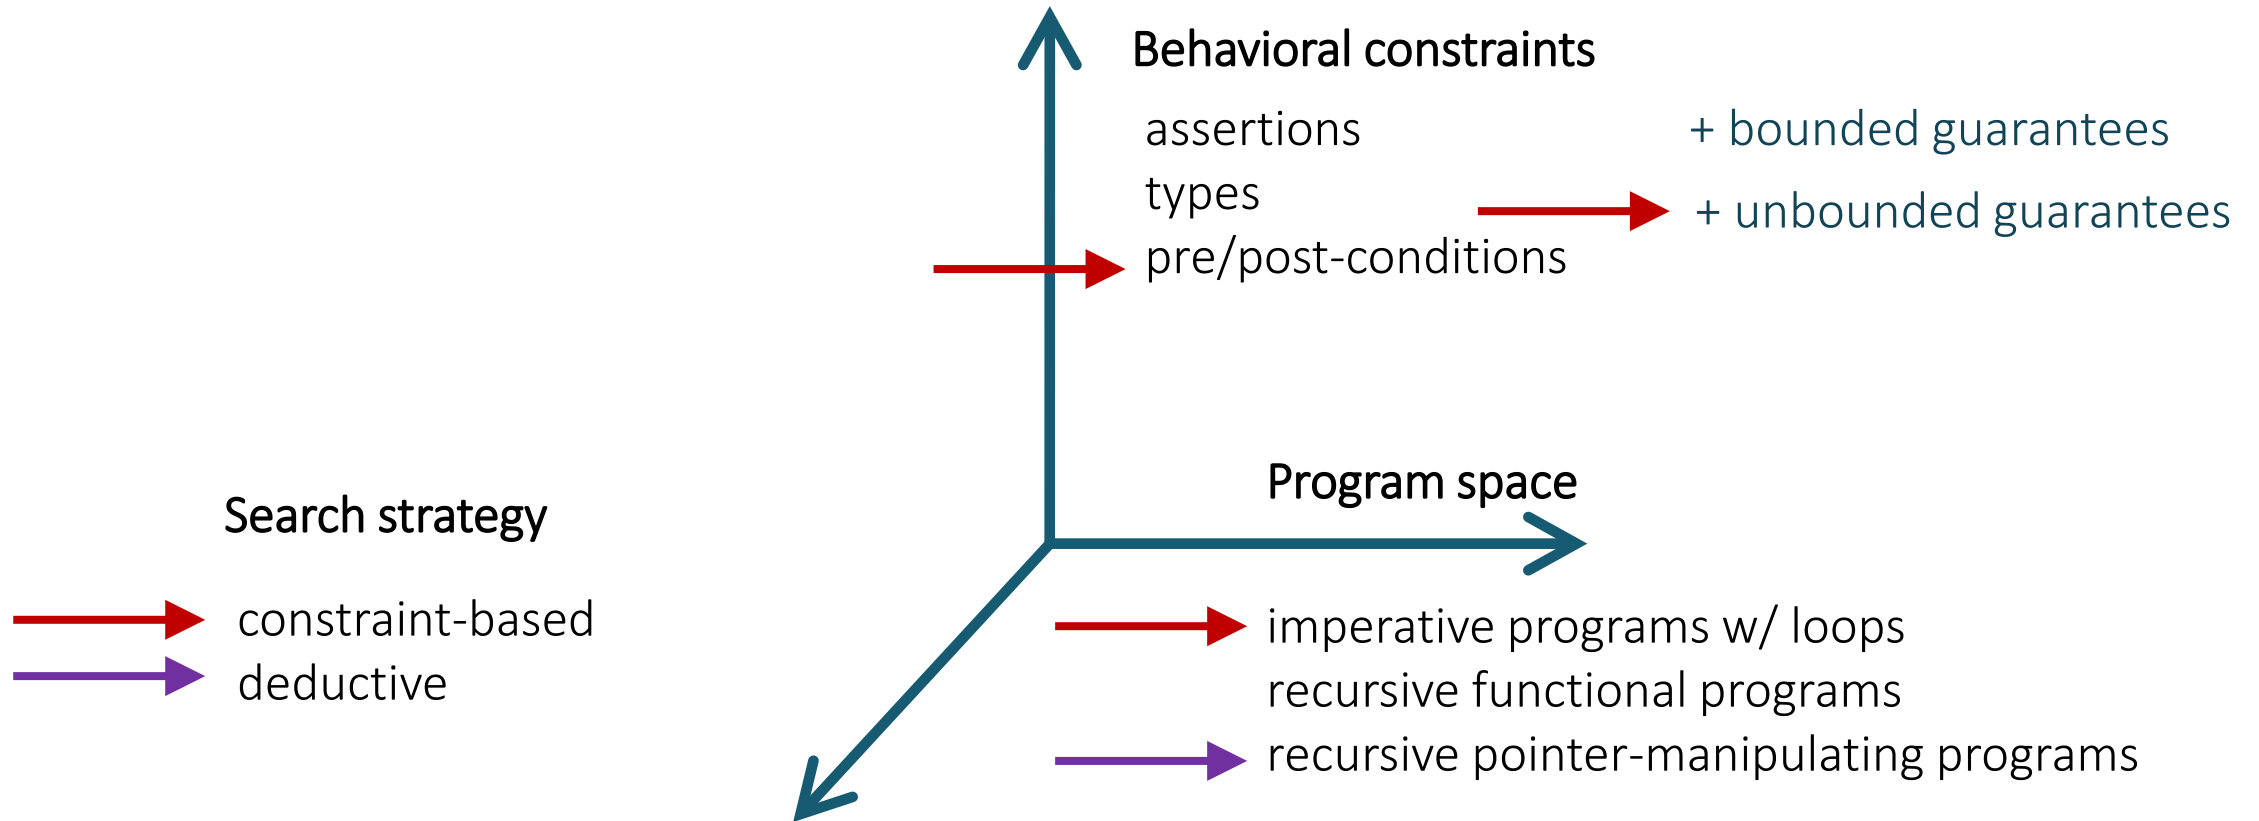 Behavioral constraints
assertions
types
pre/post-conditions
+ bounded guarantees
+ unbounded guarantees
Search strategy
constraint-based
deductive
Program space
imperative programs w/ loops
recursive functional programs
recursive pointer-manipulating programs